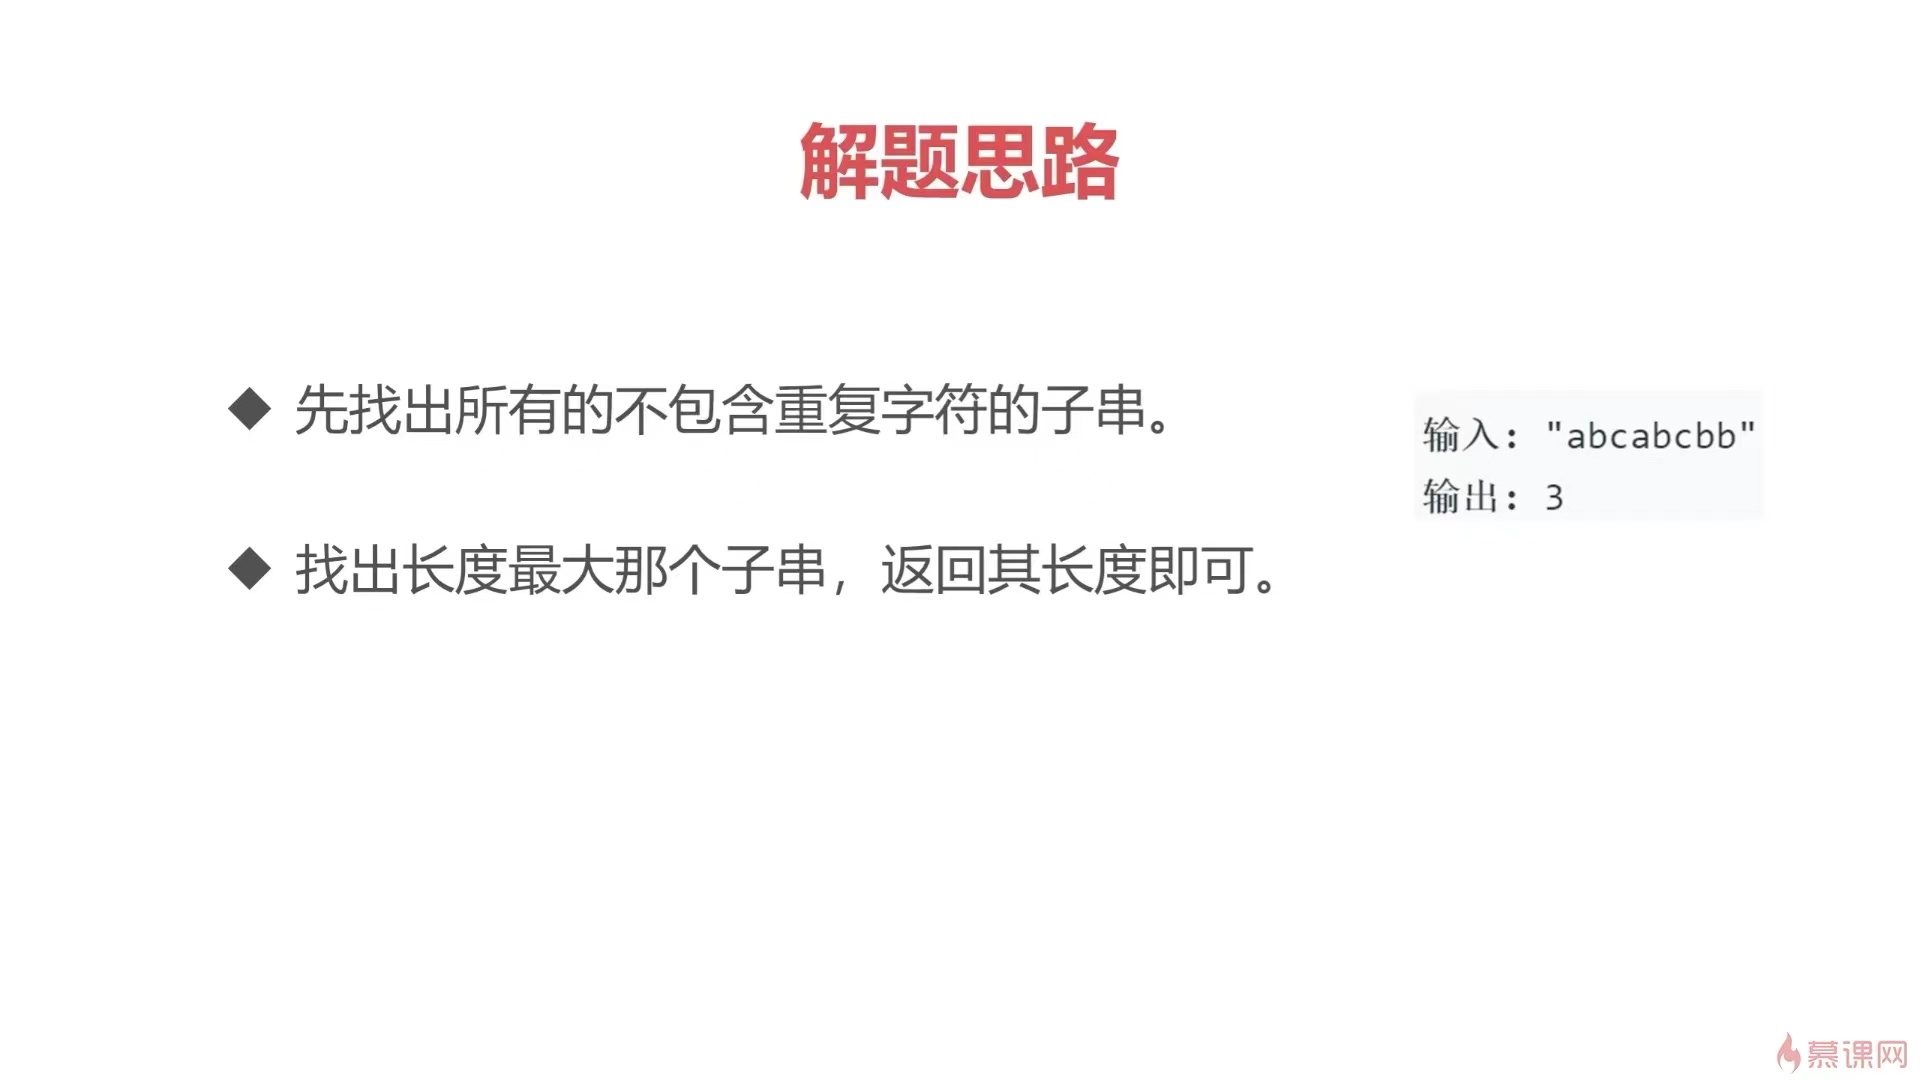 解题思路
◆ 先找出所有的不包含重复字符的子串。
◆ 找出长度最大那个子串，返回其长度即可。
输入: "abcabcbb"
输出: 3
慕课网